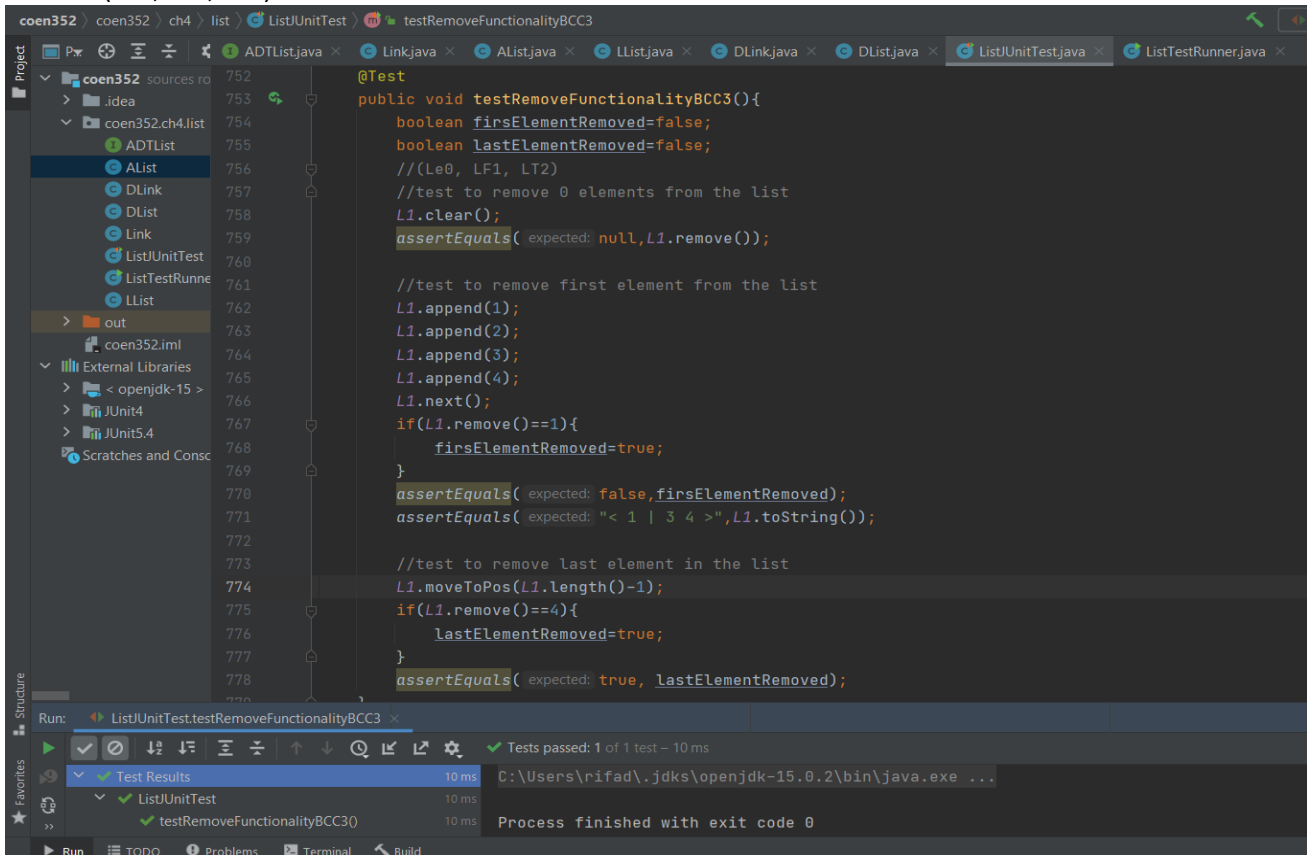 coen352 〉 coen352 〉 ch4 〉 list 〉 ListJUnitTest 〉 testRemoveFunctionalityBCC3
ADTList.java × Link.java × AList.java × LList.java × DLink.java × DList.java × ListJUnitTest.java × ListTestRunner.java ×
Project
coen352 sources ro
.idea
coen352.ch4.list
ADTList
AList
DLink
DList
Link
ListJUnitTest
ListTestRunne
LList
out
coen352.iml
External Libraries
< openjdk-15 >
JUnit4
JUnit5.4
Scratches and Consc
752 @Test
753 public void testRemoveFunctionalityBCC3(){
754 boolean firsElementRemoved=false;
755 boolean lastElementRemoved=false;
756 //(Le0, LF1, LT2)
757 //test to remove 0 elements from the list
758 L1.clear();
759 assertEquals( expected: null,L1.remove());
760
761 //test to remove first element from the list
762 L1.append(1);
763 L1.append(2);
764 L1.append(3);
765 L1.append(4);
766 L1.next();
767 if(L1.remove()==1){
768 firsElementRemoved=true;
769 }
770 assertEquals( expected: false,firsElementRemoved);
771 assertEquals( expected: "< 1 | 3 4 >",L1.toString());
772
773 //test to remove last element in the list
774 L1.moveToPos(L1.length()-1);
775 if(L1.remove()==4){
776 lastElementRemoved=true;
777 }
778 assertEquals( expected: true, lastElementRemoved);
Structure
Favorites
Run: ListJUnitTest.testRemoveFunctionalityBCC3 ×
Tests passed: 1 of 1 test – 10 ms
Test Results 10 ms
ListJUnitTest 10 ms
testRemoveFunctionalityBCC3() 10 ms
C:\Users\rifad\.jdks\openjdk-15.0.2\bin\java.exe ...
Process finished with exit code 0
Run TODO Problems Terminal Build